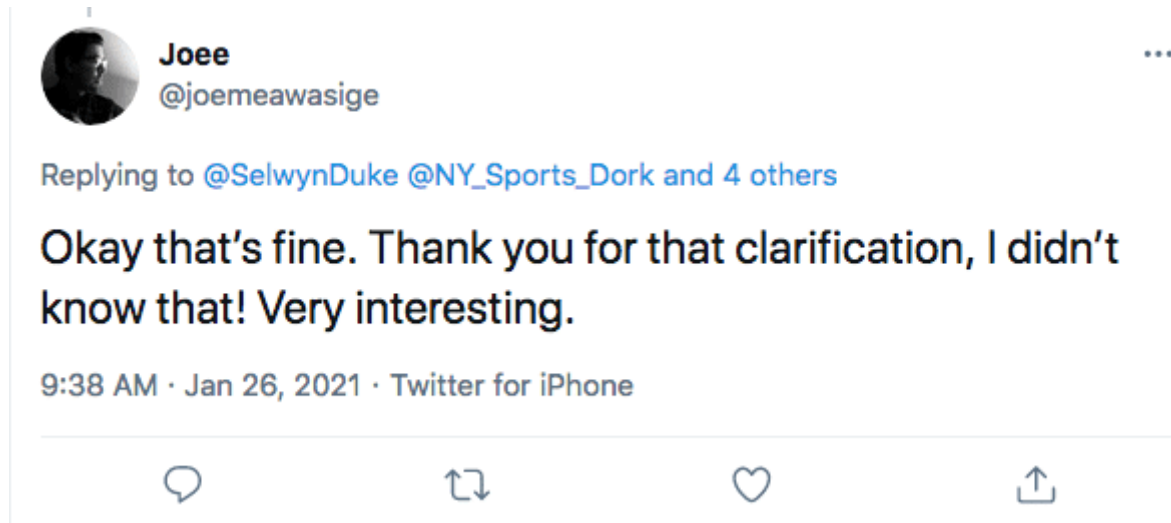 Joee
@joemeawasige
Replying to @SelwynDuke @NY_Sports_Dork and 4 others
Okay that’s fine. Thank you for that clarification, I didn’t
know that! Very interesting.
9:38 AM · Jan 26, 2021 · Twitter for iPhone